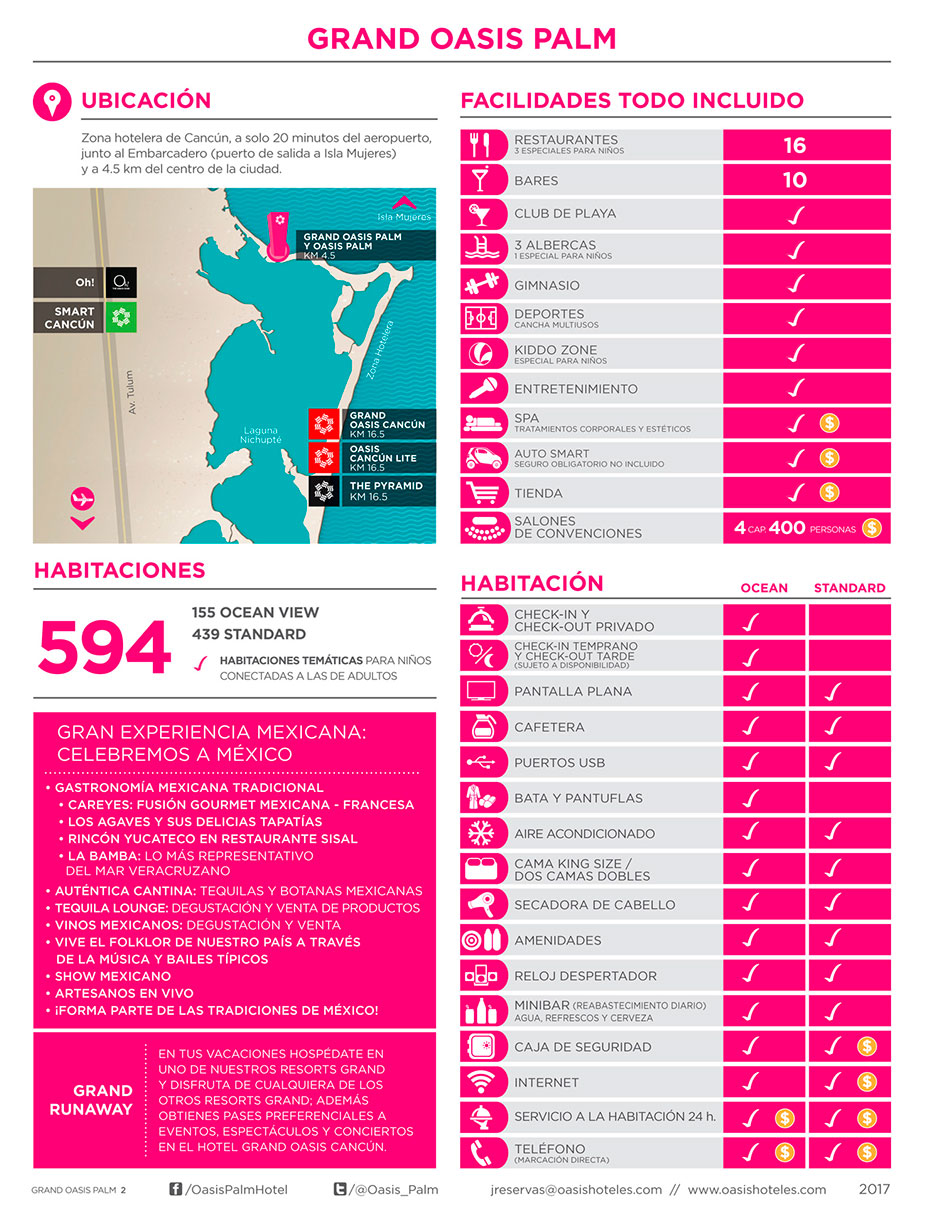 GRAND OASIS PALM
UBICACIÓN
Zona hotelera de Cancún, a solo 20 minutos del aeropuerto,
junto al Embarcadero (puerto de salida a Isla Mujeres)
y a 4.5 km del centro de la ciudad.
Isla Mujeres
GRAND OASIS PALM
Y OASIS PALM
KM 4.5
Oh!
SMART
CANCÚN
Av. Tulum
Zona Hotelera
Laguna
Nichupté
GRAND
OASIS CANCÚN
KM 16.5
OASIS
CANCÚN LITE
KM 16.5
THE PYRAMID
KM 16.5
HABITACIONES
594
155 OCEAN VIEW
439 STANDARD
HABITACIONES TEMÁTICAS PARA NIÑOS
CONECTADAS A LAS DE ADULTOS
GRAN EXPERIENCIA MEXICANA:
CELEBREMOS A MÉXICO
• GASTRONOMÍA MEXICANA TRADICIONAL
• CAREYES: FUSIÓN GOURMET MEXICANA - FRANCESA
• LOS AGAVES Y SUS DELICIAS TAPATÍAS
• RINCÓN YUCATECO EN RESTAURANTE SISAL
• LA BAMBA: LO MÁS REPRESENTATIVO
DEL MAR VERACRUZANO
• AUTÉNTICA CANTINA: TEQUILAS Y BOTANAS MEXICANAS
• TEQUILA LOUNGE: DEGUSTACIÓN Y VENTA DE PRODUCTOS
• VINOS MEXICANOS: DEGUSTACIÓN Y VENTA
• VIVE EL FOLKLOR DE NUESTRO PAÍS A TRAVÉS
DE LA MÚSICA Y BAILES TÍPICOS
• SHOW MEXICANO
• ARTESANOS EN VIVO
• ¡FORMA PARTE DE LAS TRADICIONES DE MÉXICO!
GRAND
RUNAWAY
EN TUS VACACIONES HOSPÉDATE EN
UNO DE NUESTROS RESORTS GRAND
Y DISFRUTA DE CUALQUIERA DE LOS
OTROS RESORTS GRAND; ADEMÁS
OBTIENES PASES PREFERENCIALES A
EVENTOS, ESPECTÁCULOS Y CONCIERTOS
EN EL HOTEL GRAND OASIS CANCÚN.
FACILIDADES TODO INCLUIDO
RESTAURANTES 16
3 ESPECIALES PARA NIÑOS
BARES 10
CLUB DE PLAYA ✓
3 ALBERCAS ✓
1 ESPECIAL PARA NIÑOS
GIMNASIO ✓
DEPORTES ✓
CANCHA MULTIUSOS
KIDDO ZONE ✓
ESPECIAL PARA NIÑOS
ENTRETENIMIENTO ✓
SPA ✓ $
TRATAMIENTOS CORPORALES Y ESTÉTICOS
AUTO SMART ✓ $
SEGURO OBLIGATORIO NO INCLUIDO
TIENDA ✓ $
SALONES
DE CONVENCIONES 4 CAP. 400 PERSONAS $
HABITACIÓN OCEAN STANDARD
CHECK-IN Y
CHECK-OUT PRIVADO ✓
CHECK-IN TEMPRANO
Y CHECK-OUT TARDE ✓
(SUJETO A DISPONIBILIDAD)
PANTALLA PLANA ✓ ✓
CAFETERA ✓ ✓
PUERTOS USB ✓ ✓
BATA Y PANTUFLAS ✓
AIRE ACONDICIONADO ✓ ✓
CAMA KING SIZE /
DOS CAMAS DOBLES ✓ ✓
SECADORA DE CABELLO ✓ ✓
AMENIDADES ✓ ✓
RELOJ DESPERTADOR ✓ ✓
MINIBAR (REABASTECIMIENTO DIARIO) ✓ ✓
AGUA, REFRESCOS Y CERVEZA
CAJA DE SEGURIDAD ✓ ✓ $
INTERNET ✓ ✓ $
SERVICIO A LA HABITACIÓN 24 h. ✓ $ ✓ $
TELÉFONO ✓ $ ✓ $
(MARCACIÓN DIRECTA)
GRAND OASIS PALM 2 /OasisPalmHotel /@Oasis_Palm jreservas@oasishoteles.com // www.oasishoteles.com 2017